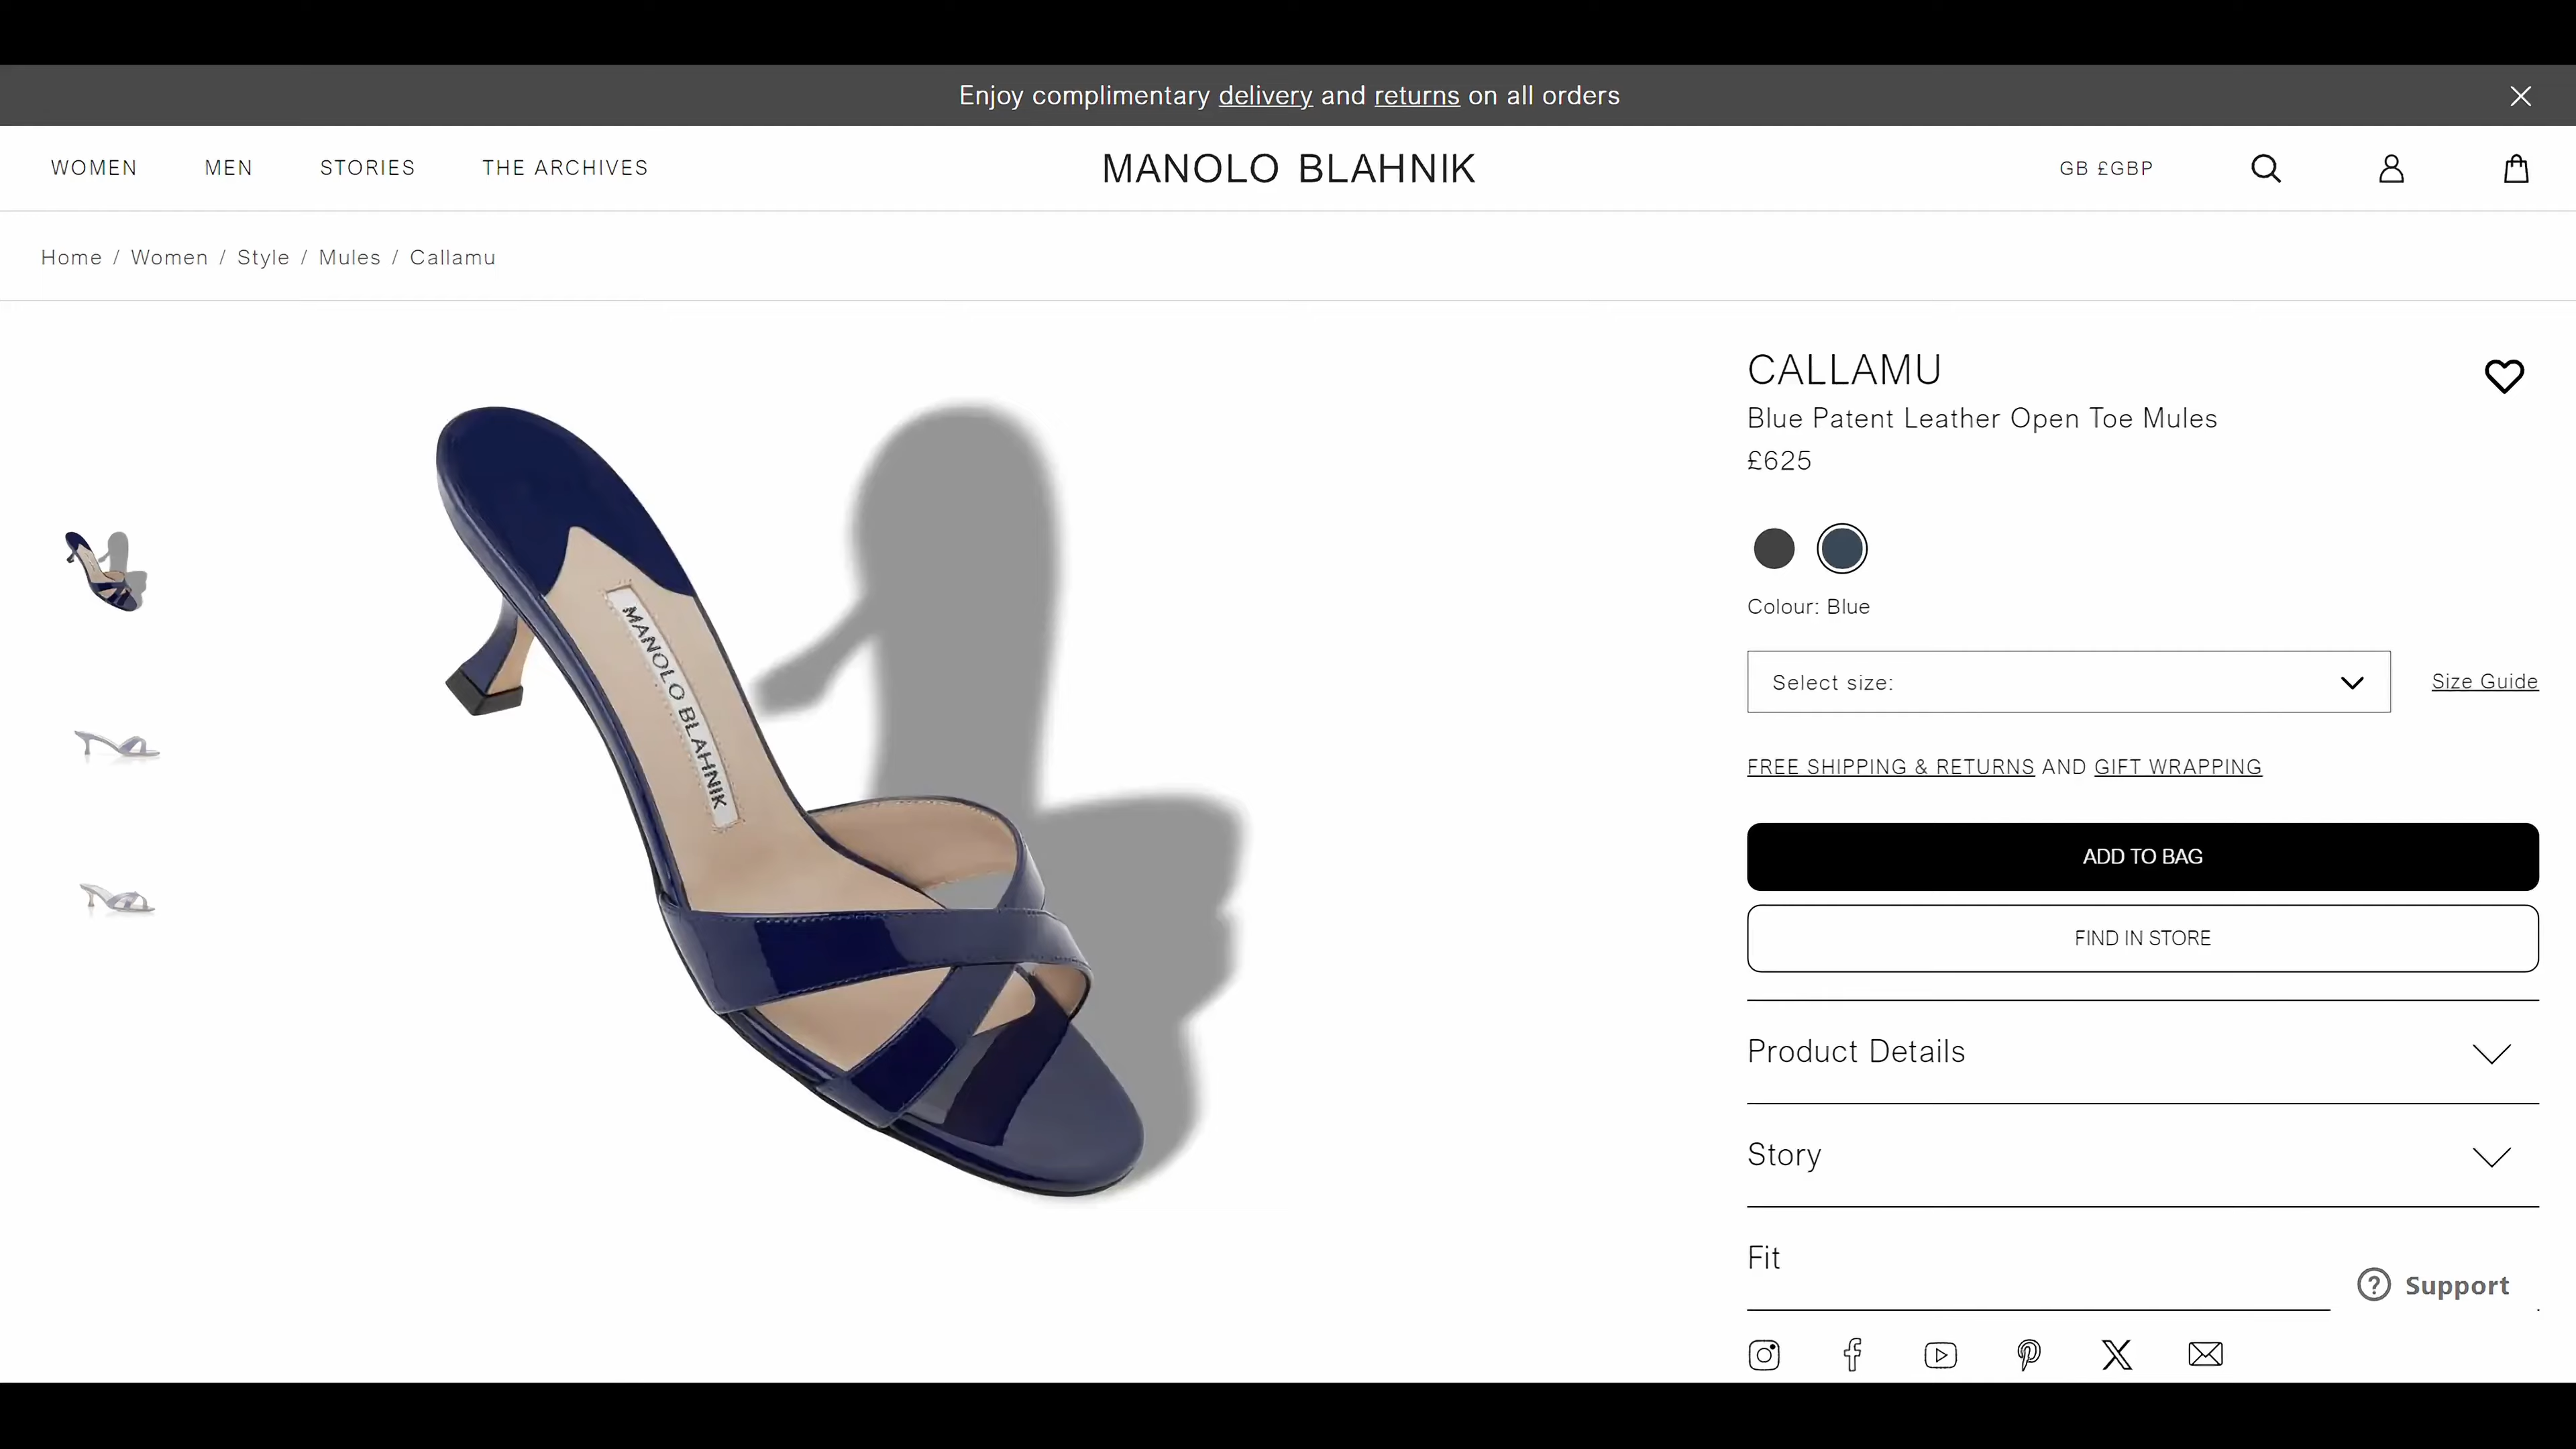 Enjoy complimentary delivery and returns on all orders
WOMEN MEN STORIES THE ARCHIVES MANOLO BLAHNIK GB £GBP
Home / Women / Style / Mules / Callamu
CALLAMU
Blue Patent Leather Open Toe Mules
£625
Colour: Blue
Select size: Size Guide
FREE SHIPPING & RETURNS AND GIFT WRAPPING
ADD TO BAG
FIND IN STORE
Product Details
Story
Fit
Support
MANOLO BLAHNIK